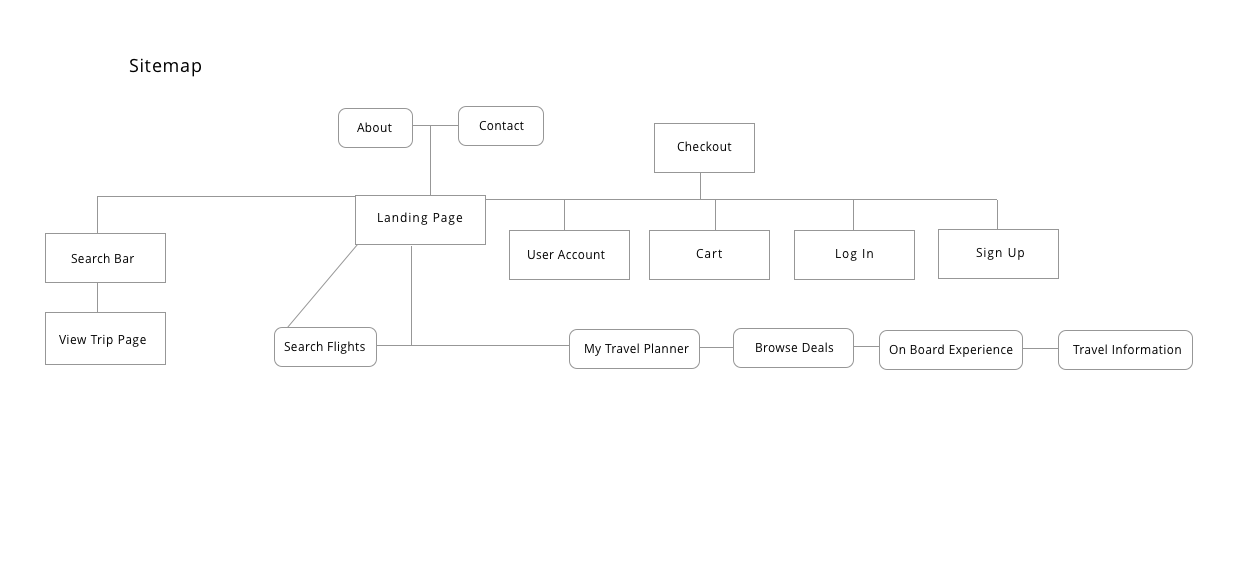 Sitemap
About
Contact
Checkout
Landing Page
Search Bar
User Account
Cart
Log In
Sign Up
View Trip Page
Search Flights
My Travel Planner
Browse Deals
On Board Experience
Travel Information